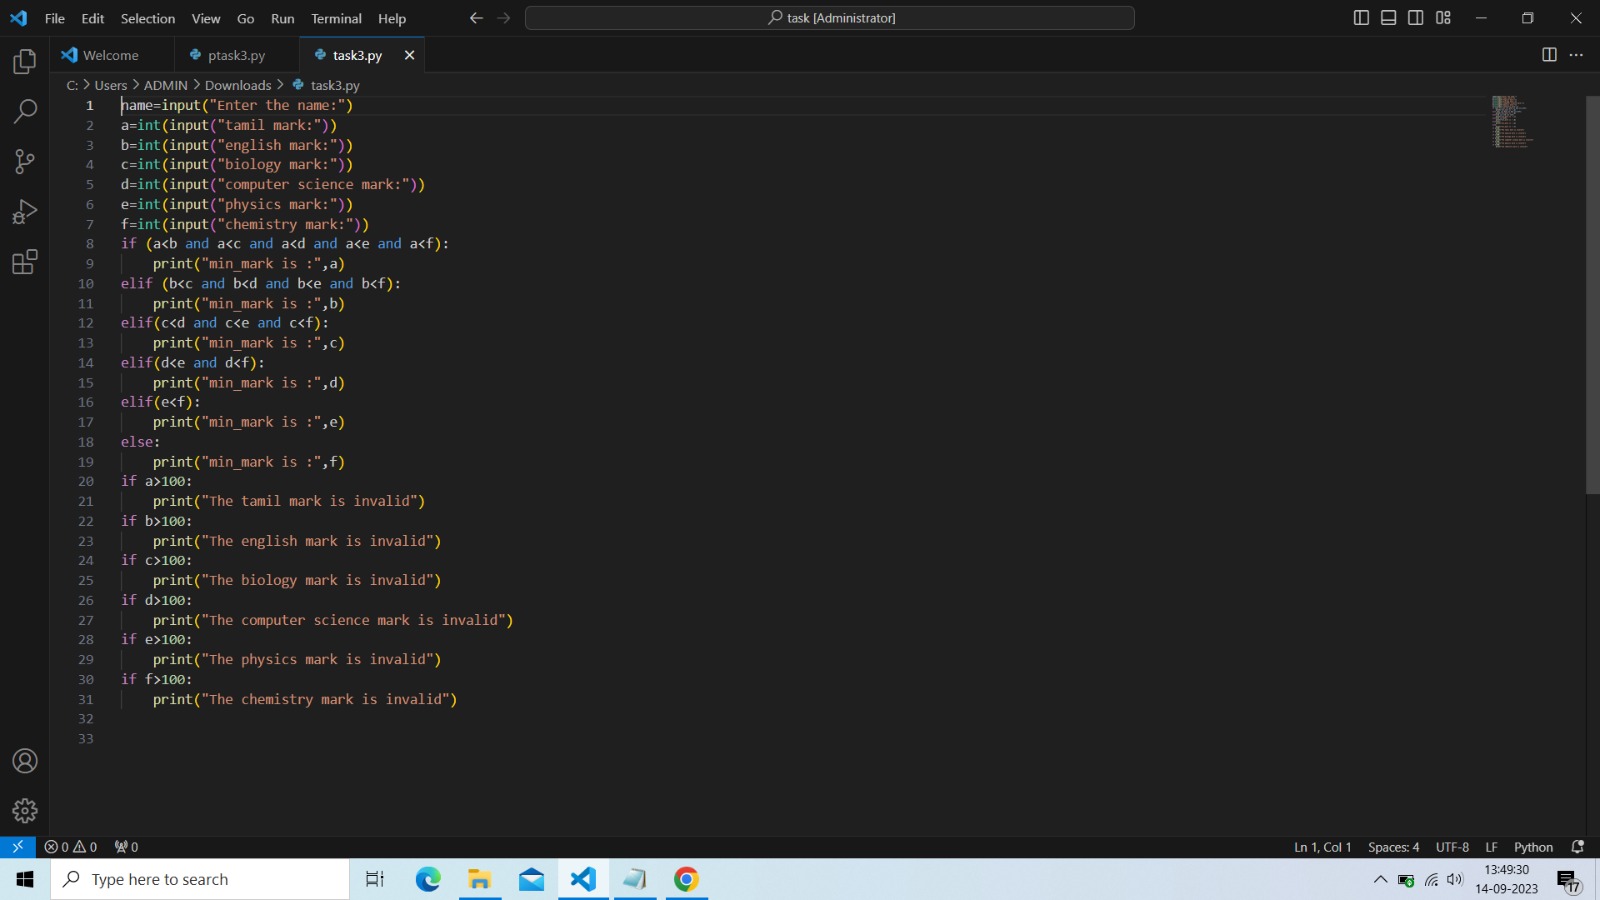 File Edit Selection View Go Run Terminal Help
task [Administrator]
Welcome
ptask3.py
task3.py
C: > Users > ADMIN > Downloads > task3.py
1 name=input("Enter the name:")
2 a=int(input("tamil mark:"))
3 b=int(input("english mark:"))
4 c=int(input("biology mark:"))
5 d=int(input("computer science mark:"))
6 e=int(input("physics mark:"))
7 f=int(input("chemistry mark:"))
8 if (a<b and a<c and a<d and a<e and a<f):
9 print("min_mark is :",a)
10 elif (b<c and b<d and b<e and b<f):
11 print("min_mark is :",b)
12 elif(c<d and c<e and c<f):
13 print("min_mark is :",c)
14 elif(d<e and d<f):
15 print("min_mark is :",d)
16 elif(e<f):
17 print("min_mark is :",e)
18 else:
19 print("min_mark is :",f)
20 if a>100:
21 print("The tamil mark is invalid")
22 if b>100:
23 print("The english mark is invalid")
24 if c>100:
25 print("The biology mark is invalid")
26 if d>100:
27 print("The computer science mark is invalid")
28 if e>100:
29 print("The physics mark is invalid")
30 if f>100:
31 print("The chemistry mark is invalid")
32
33
0 0 0 Ln 1, Col 1 Spaces: 4 UTF-8 LF Python
Type here to search
13:49:30
14-09-2023
17